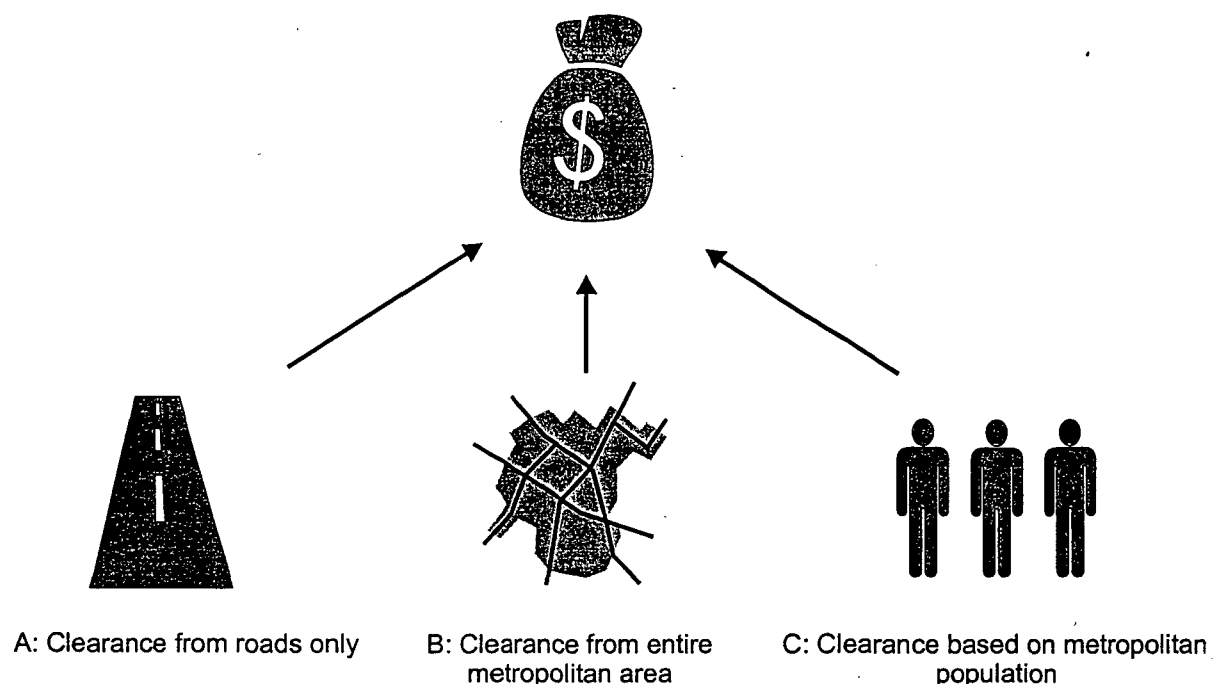 $
A: Clearance from roads only
B: Clearance from entire
metropolitan area
C: Clearance based on metropolitan
population